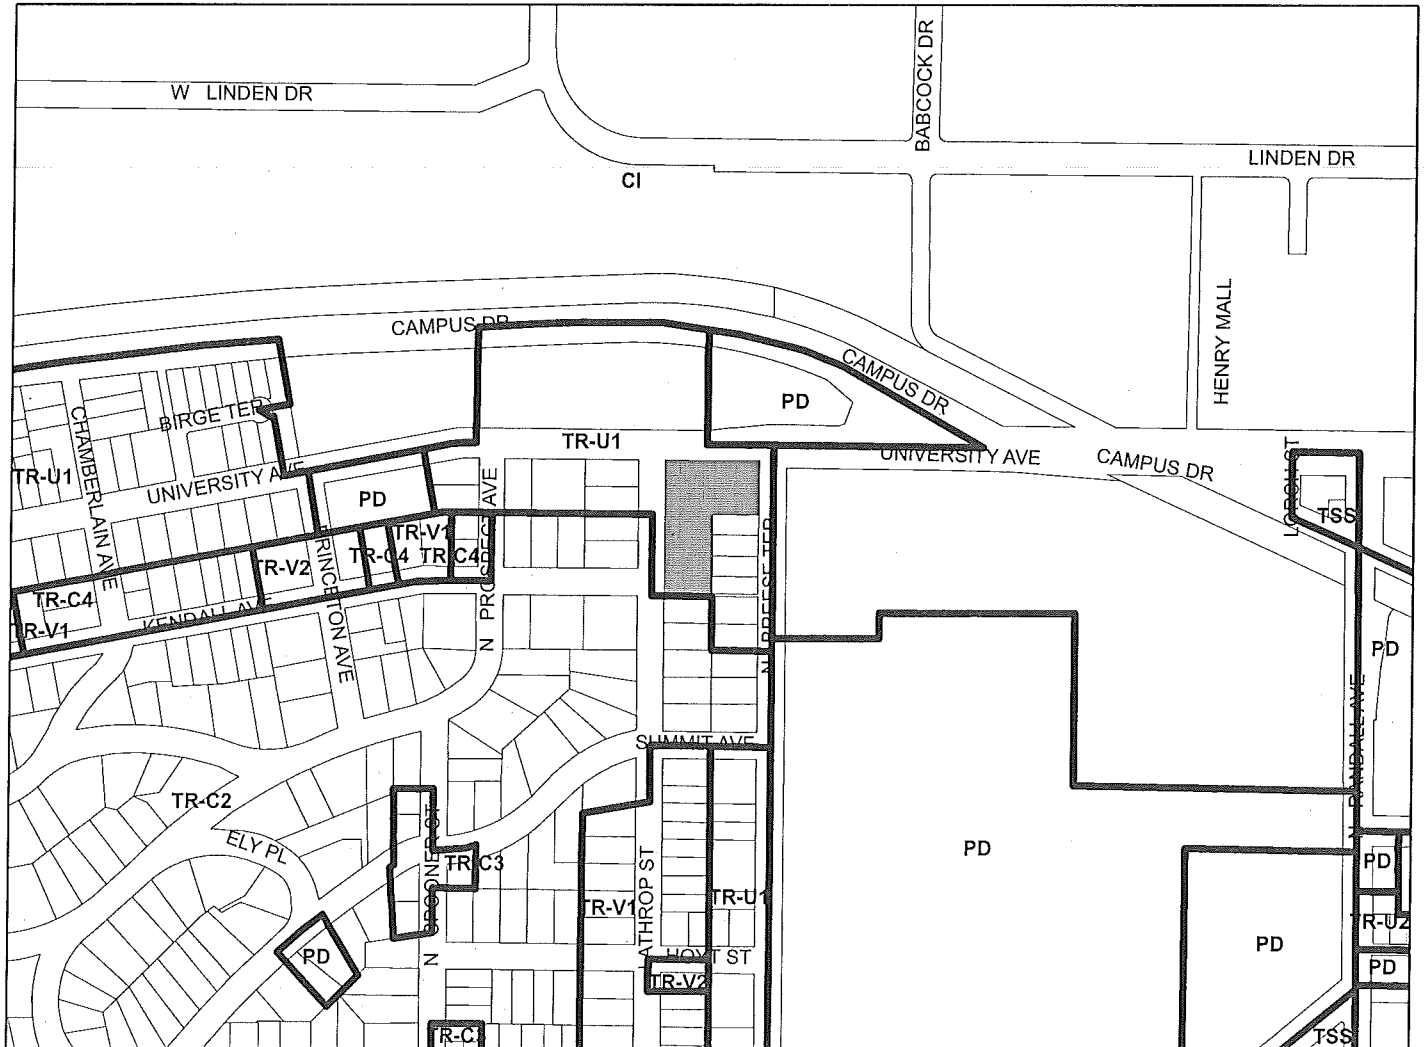 BABCOCK DR
W LINDEN DR
LINDEN DR
CI
HENRY MALL
CAMPUS DR
CAMPUS DR
PD
BIRGE TER
CHAMBERLAIN AVE
TR-U1
TR-U1
UNIVERSITY AVE
CAMPUS DR
UNIVERSITY AVE
PD
N PROSPECT AVE
TSS
TR-V1
TR-C4
TR-C4
TR-V2
PRINCETON AVE
N BREESE TER
TR-C4
KENDALL AVE
TR-V1
PD
N RANDALL AVE
SUMMIT AVE
TR-C2
ELY PL
TR-C3
PD
PD
LATHROP ST
TR-V1
TR-U1
TR-U2
PD
PD
HOYT ST
PD
TR-V2
TR-C3
TSS